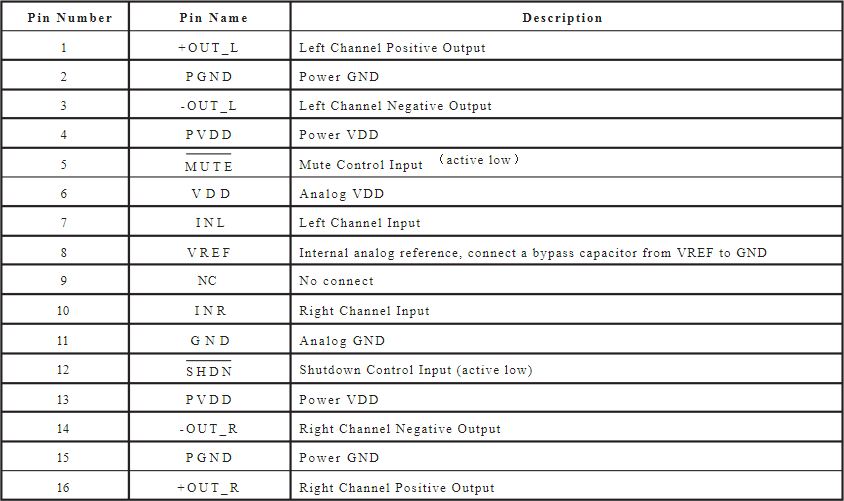 Pin Number Pin Name Description
1 +OUT_L Left Channel Positive Output
2 PGND Power GND
3 -OUT_L Left Channel Negative Output
4 PVDD Power VDD
5 MUTE Mute Control Input （active low）
6 VDD Analog VDD
7 INL Left Channel Input
8 VREF Internal analog reference, connect a bypass capacitor from VREF to GND
9 NC No connect
10 INR Right Channel Input
11 GND Analog GND
12 SHDN Shutdown Control Input (active low)
13 PVDD Power VDD
14 -OUT_R Right Channel Negative Output
15 PGND Power GND
16 +OUT_R Right Channel Positive Output